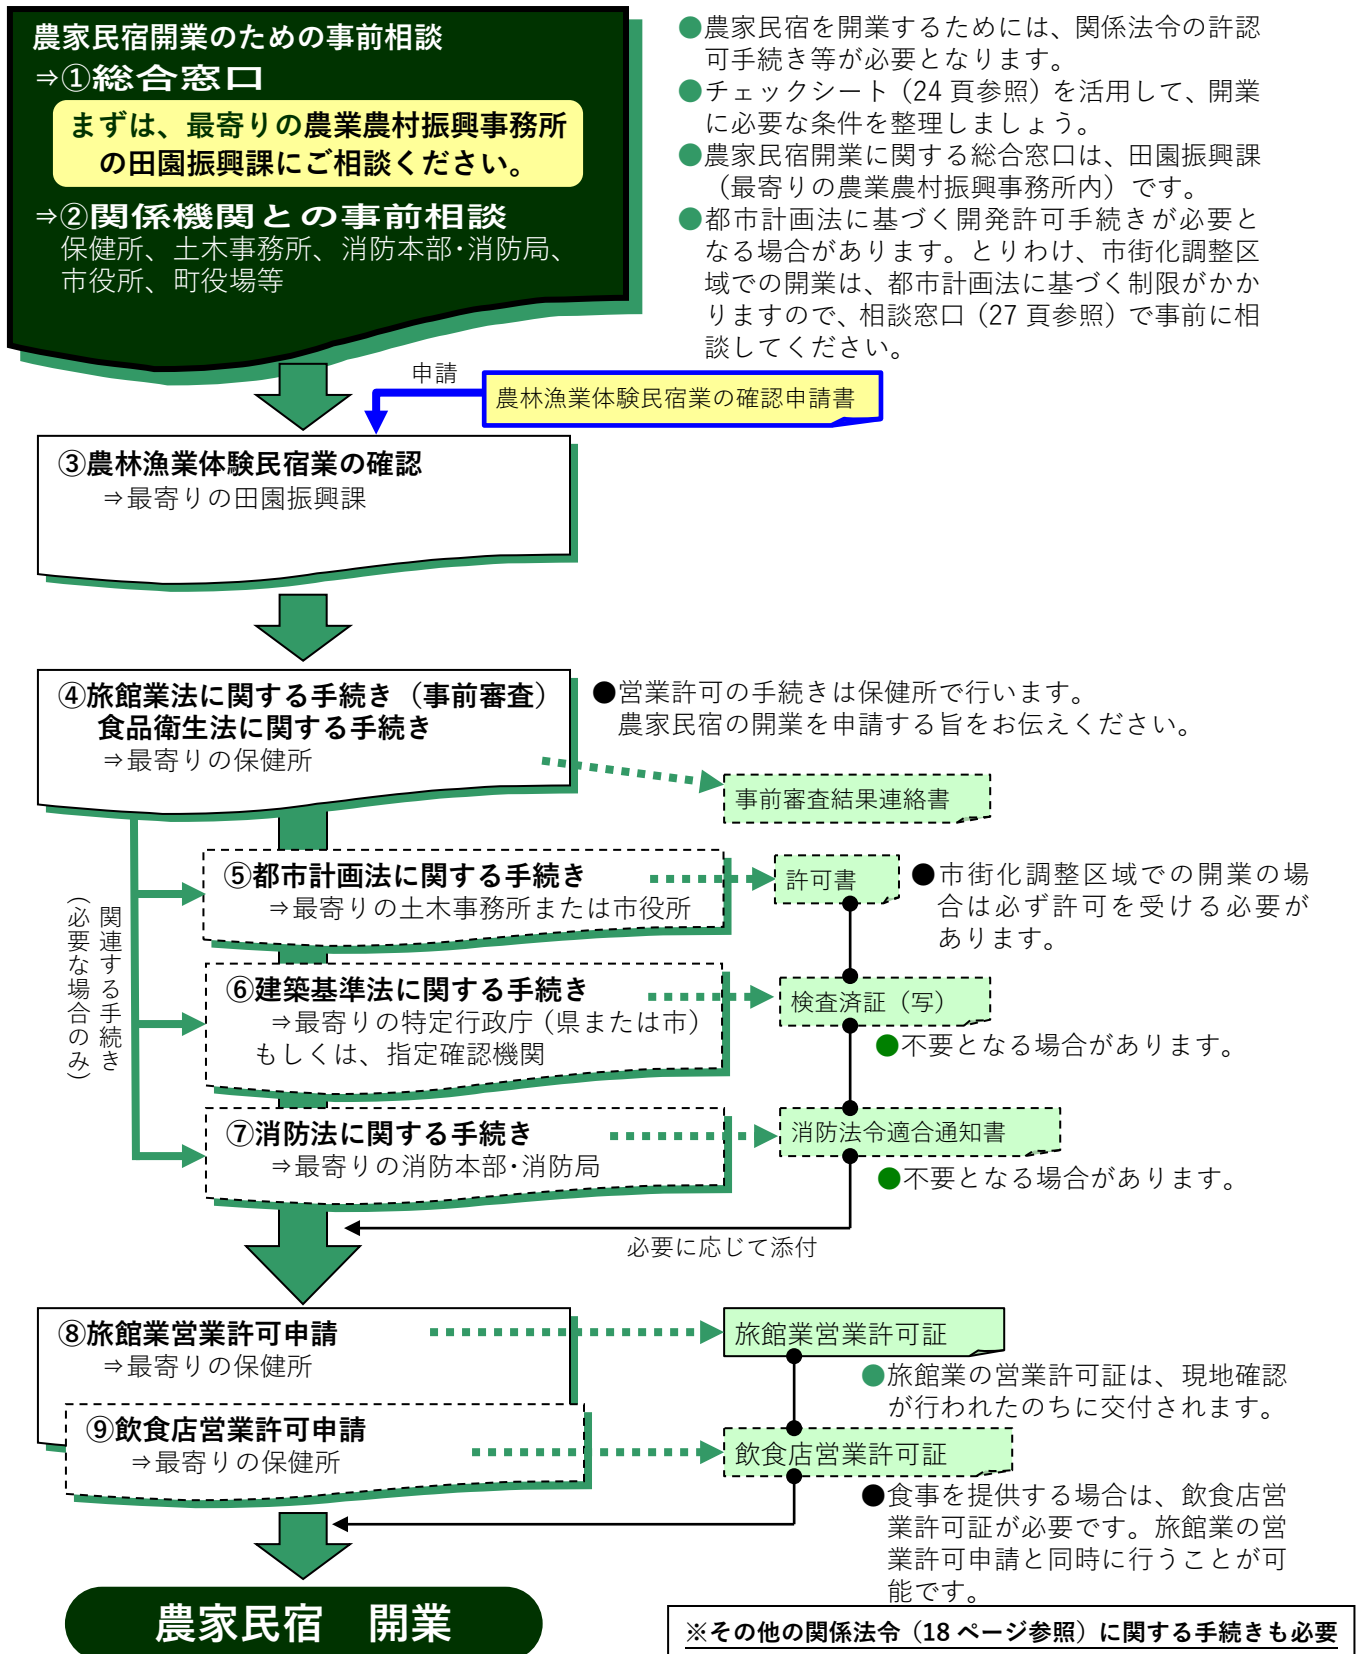 農家民宿開業のための事前相談
⇒①総合窓口
まずは、最寄りの農業農村振興事務所
の田園振興課にご相談ください。
⇒②関係機関との事前相談
保健所、土木事務所、消防本部・消防局、
市役所、町役場等
●農家民宿を開業するためには、関係法令の許認
可手続き等が必要となります。
●チェックシート（24 頁参照）を活用して、開業
に必要な条件を整理しましょう。
●農家民宿開業に関する総合窓口は、田園振興課
（最寄りの農業農村振興事務所内）です。
●都市計画法に基づく開発許可手続きが必要と
なる場合があります。とりわけ、市街化調整区
域での開業は、都市計画法に基づく制限がかか
りますので、相談窓口（27 頁参照）で事前に相
談してください。
申請
農林漁業体験民宿業の確認申請書
③農林漁業体験民宿業の確認
⇒最寄りの田園振興課
④旅館業法に関する手続き（事前審査）
食品衛生法に関する手続き
⇒最寄りの保健所
●営業許可の手続きは保健所で行います。
農家民宿の開業を申請する旨をお伝えください。
事前審査結果連絡書
関連する手続き
（必要な場合のみ）
⑤都市計画法に関する手続き
⇒最寄りの土木事務所または市役所
許可書
●市街化調整区域での開業の場
合は必ず許可を受ける必要が
あります。
⑥建築基準法に関する手続き
⇒最寄りの特定行政庁（県または市）
もしくは、指定確認機関
検査済証（写）
●不要となる場合があります。
⑦消防法に関する手続き
⇒最寄りの消防本部・消防局
消防法令適合通知書
●不要となる場合があります。
必要に応じて添付
⑧旅館業営業許可申請
⇒最寄りの保健所
旅館業営業許可証
●旅館業の営業許可証は、現地確認
が行われたのちに交付されます。
⑨飲食店営業許可申請
⇒最寄りの保健所
飲食店営業許可証
●食事を提供する場合は、飲食店営
業許可証が必要です。旅館業の営
業許可申請と同時に行うことが可
能です。
農家民宿　開業
※その他の関係法令（18 ページ参照）に関する手続きも必要